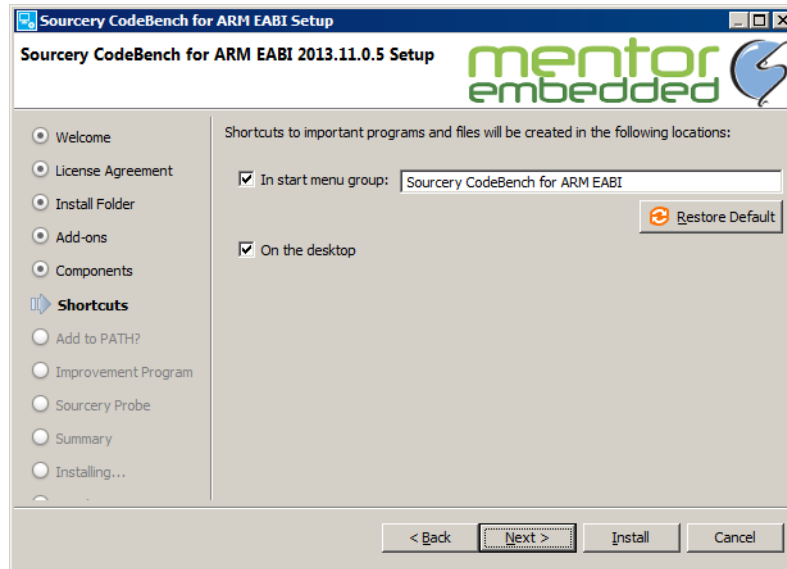 Sourcery CodeBench for ARM EABI Setup
Sourcery CodeBench for ARM EABI 2013.11.0.5 Setup
mentor
embedded
Welcome
License Agreement
Install Folder
Add-ons
Components
Shortcuts
Add to PATH?
Improvement Program
Sourcery Probe
Summary
Installing...
Shortcuts to important programs and files will be created in the following locations:
In start menu group: Sourcery CodeBench for ARM EABI
Restore Default
On the desktop
< Back Next > Install Cancel